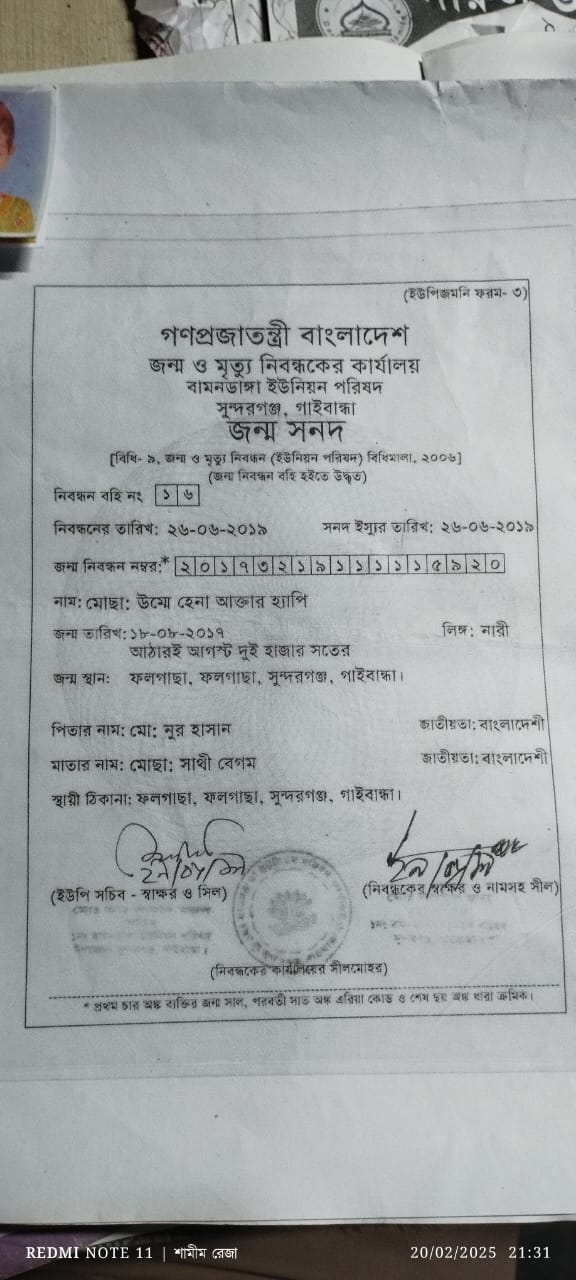 (ইউপিজমনি ফরম- ৩)
গণপ্রজাতন্ত্রী বাংলাদেশ
জন্ম ও মৃত্যু নিবন্ধকের কার্যালয়
বামনডাঙ্গা ইউনিয়ন পরিষদ
সুন্দরগঞ্জ, গাইবান্ধা
জন্ম সনদ
[বিধি- ৯, জন্ম ও মৃত্যু নিবন্ধন (ইউনিয়ন পরিষদ) বিধিমালা, ২০০৬]
(জন্ম নিবন্ধন বহি হইতে উদ্ধৃত)
নিবন্ধন বহি নং ১৬
নিবন্ধনের তারিখ: ২৬-০৬-২০১৯ সনদ ইস্যুর তারিখ: ২৬-০৬-২০১৯
জন্ম নিবন্ধন নম্বর:* ২০১৭৩২১৯১১১১১৫৯২০
নাম: মোছা: উম্মে হেনা আক্তার হ্যাপি
জন্ম তারিখ: ১৮-০৮-২০১৭ লিঙ্গ: নারী
আঠারই আগস্ট দুই হাজার সতের
জন্ম স্থান: ফলগাছা, ফলগাছা, সুন্দরগঞ্জ, গাইবান্ধা।
পিতার নাম: মো: নুর হাসান জাতীয়তা: বাংলাদেশী
মাতার নাম: মোছা: সাথী বেগম জাতীয়তা: বাংলাদেশী
স্থায়ী ঠিকানা: ফলগাছা, ফলগাছা, সুন্দরগঞ্জ, গাইবান্ধা।
(ইউপি সচিব - স্বাক্ষর ও সিল) (নিবন্ধকের স্বাক্ষর ও নামসহ সীল)
(নিবন্ধকের কার্যালয়ের সীলমোহর)
* প্রথম চার অঙ্ক ব্যক্তির জন্ম সাল, পরবর্তী সাত অঙ্ক এরিয়া কোড ও শেষ ছয় অঙ্ক ধারা ক্রমিক।
REDMI NOTE 11 | শামীম রেজা 20/02/2025 21:31